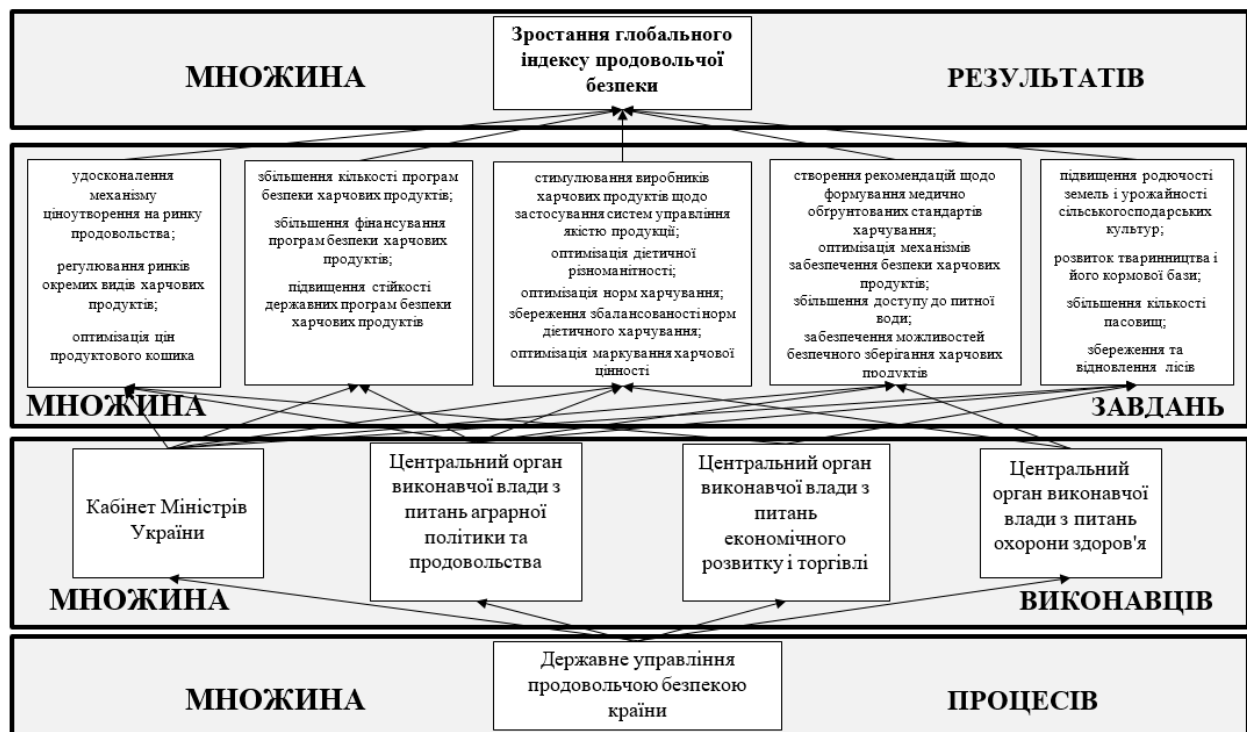 Зростання глобального
індексу продовольчої
безпеки
МНОЖИНА
РЕЗУЛЬТАТІВ
удосконалення
механізму
ціноутворення на ринку
продовольства;
регулювання ринків
окремих видів харчових
продуктів;
оптимізація цін
продуктового кошика
збільшення кількості програм
безпеки харчових продуктів;
збільшення фінансування
програм безпеки харчових
продуктів;
підвищення стійкості
державних програм безпеки
харчових продуктів
стимулювання виробників
харчових продуктів щодо
застосування систем управління
якістю продукції;
оптимізація дієтичної
різноманітності;
оптимізація норм харчування;
збереження збалансованості норм
дієтичного харчування;
оптимізація маркування харчової
цінності
створення рекомендацій щодо
формування медично
обґрунтованих стандартів
харчування;
оптимізація механізмів
забезпечення безпеки харчових
продуктів;
збільшення доступу до питної
води;
забезпечення можливостей
безпечного зберігання харчових
продуктів
підвищення родючості
земель і урожайності
сільськогосподарських
культур;
розвиток тваринництва і
його кормової бази;
збільшення кількості
пасовищ;
збереження та
відновлення лісів
МНОЖИНА
ЗАВДАНЬ
Кабінет Міністрів
України
Центральний орган
виконавчої влади з
питань аграрної
політики та
продовольства
Центральний орган
виконавчої влади з
питань
економічного
розвитку і торгівлі
Центральний
орган виконавчої
влади з питань
охорони здоров'я
МНОЖИНА
ВИКОНАВЦІВ
Державне управління
продовольчою безпекою
країни
МНОЖИНА
ПРОЦЕСІВ